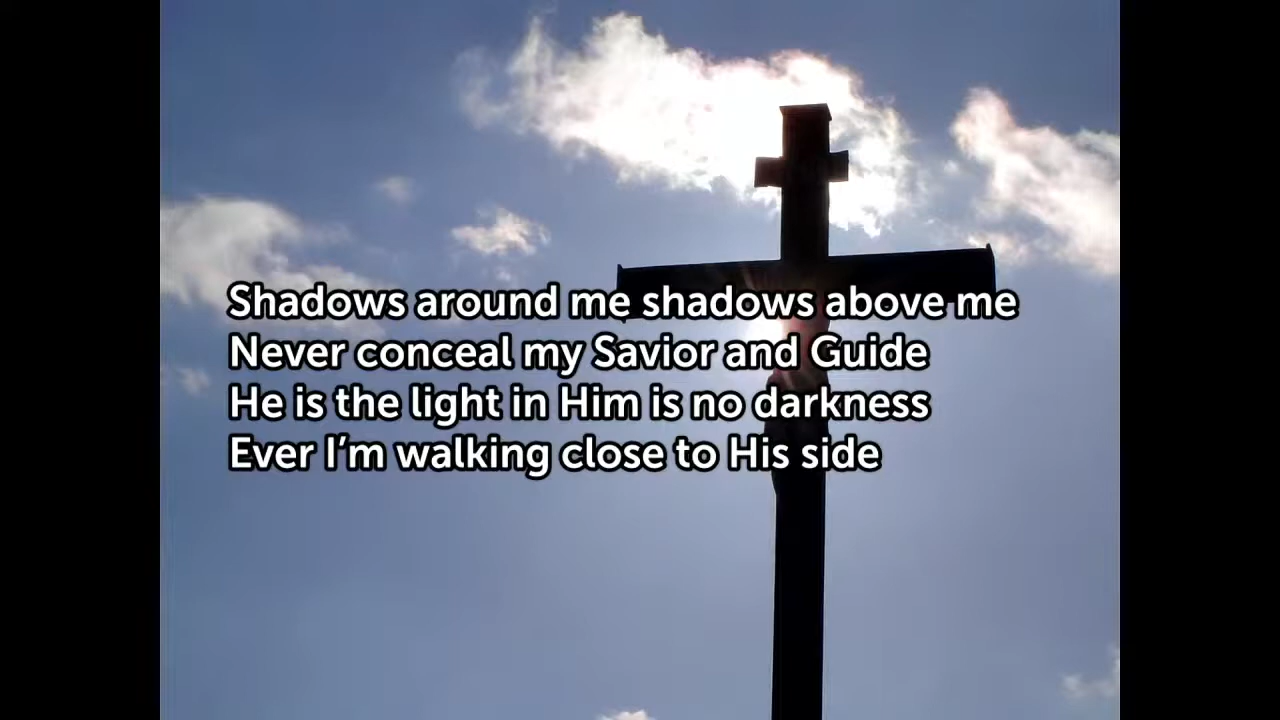 Shadows around me shadows above me
Never conceal my Savior and Guide
He is the light in Him is no darkness
Ever I’m walking close to His side